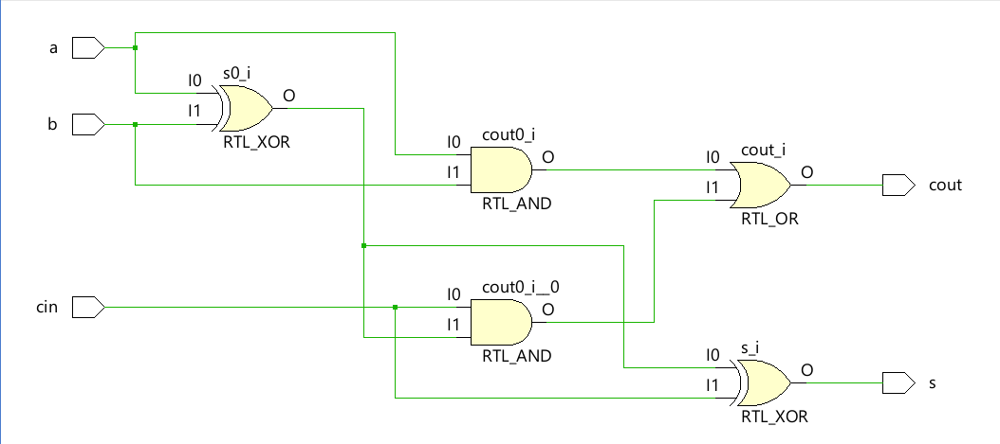 a
b
cin
I0
I1
s0_i
O
RTL_XOR
I0
I1
cout0_i
O
RTL_AND
I0
I1
cout0_i__0
O
RTL_AND
I0
I1
cout_i
O
RTL_OR
cout
I0
I1
s_i
O
RTL_XOR
s